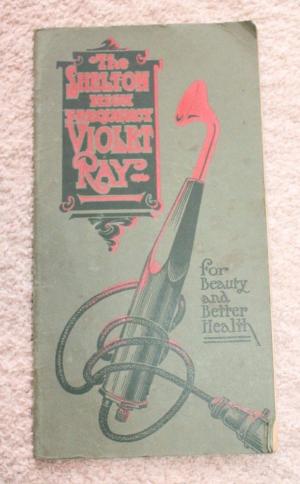 The
SHELTON
HIGH
FREQUENCY
VIOLET
RAY
for
Beauty
and
Better
Health